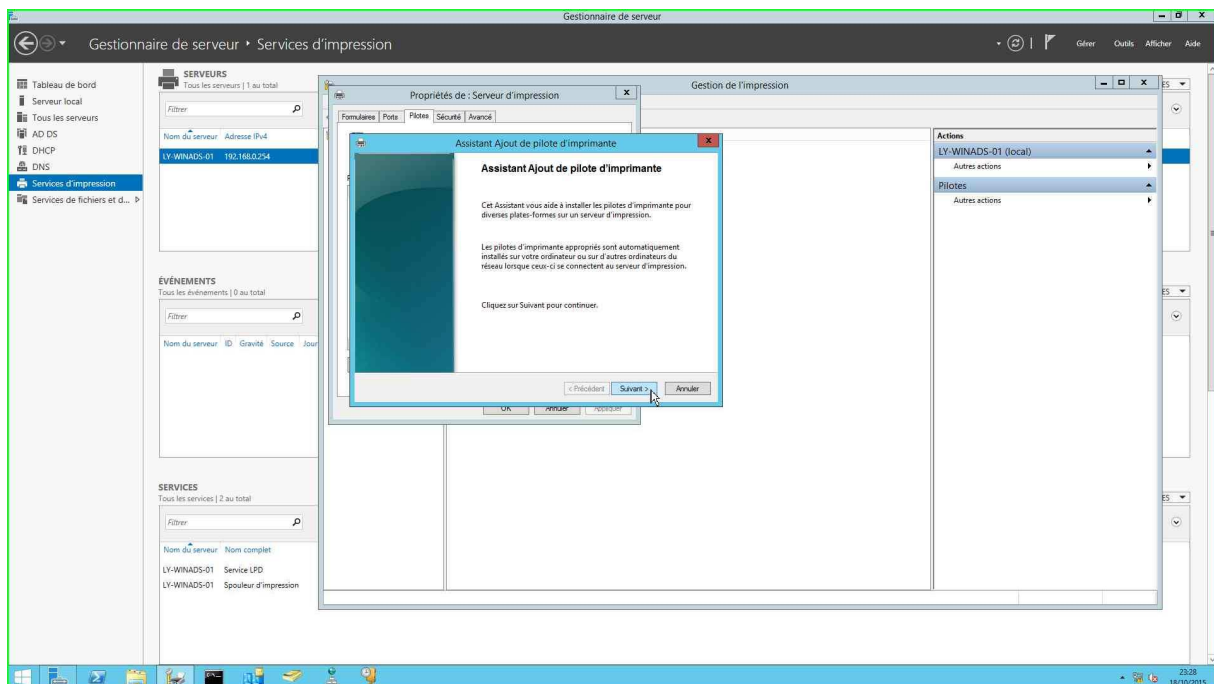 Gestionnaire de serveur
Gestionnaire de serveur ‣ Services d'impression
Gérer Outils Afficher Aide
Tableau de bord
Serveur local
Tous les serveurs
AD DS
DHCP
DNS
Services d'impression
Services de fichiers et d...
SERVEURS
Tous les serveurs | 1 au total
Filtrer
Nom du serveur Adresse IPv4
LY-WINADS-01 192.168.0.254
ÉVÉNEMENTS
Tous les événements | 0 au total
Filtrer
Nom du serveur ID Gravité Source Jour
SERVICES
Tous les services | 2 au total
Filtrer
Nom du serveur Nom complet
LY-WINADS-01 Service LPD
LY-WINADS-01 Spouleur d'impression
Gestion de l'impression
Actions
LY-WINADS-01 (local)
Autres actions
Pilotes
Autres actions
Propriétés de : Serveur d'impression
Formulaires Ports Pilotes Sécurité Avancé
OK Annuler Appliquer
Assistant Ajout de pilote d'imprimante
Assistant Ajout de pilote d'imprimante
Cet Assistant vous aide à installer les pilotes d'imprimante pour
diverses plates-formes sur un serveur d'impression.
Les pilotes d'imprimante appropriés sont automatiquement
installés sur votre ordinateur ou sur d'autres ordinateurs du
réseau lorsque ceux-ci se connectent au serveur d'impression.
Cliquez sur Suivant pour continuer.
< Précédent Suivant > Annuler
ES
ES
ES
23:28
18/10/2015